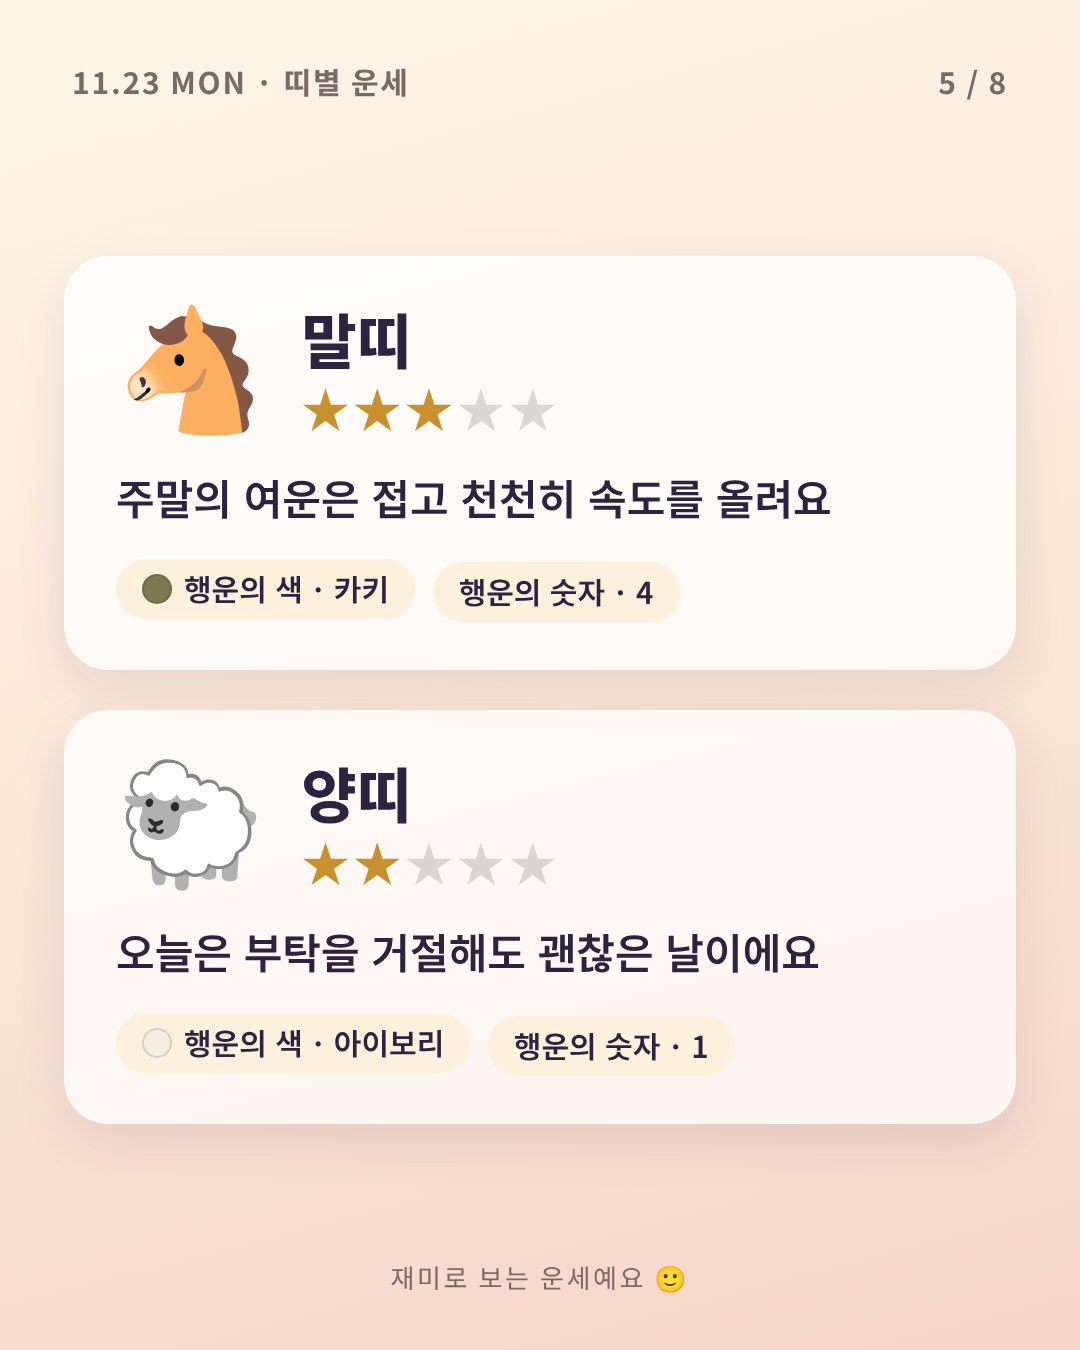 11.23 MON · 띠별 운세
5 / 8
말띠
★★★★★
주말의 여운은 접고 천천히 속도를 올려요
행운의 색 · 카키
행운의 숫자 · 4
양띠
★★★★★
오늘은 부탁을 거절해도 괜찮은 날이에요
행운의 색 · 아이보리
행운의 숫자 · 1
재미로 보는 운세예요 🙂